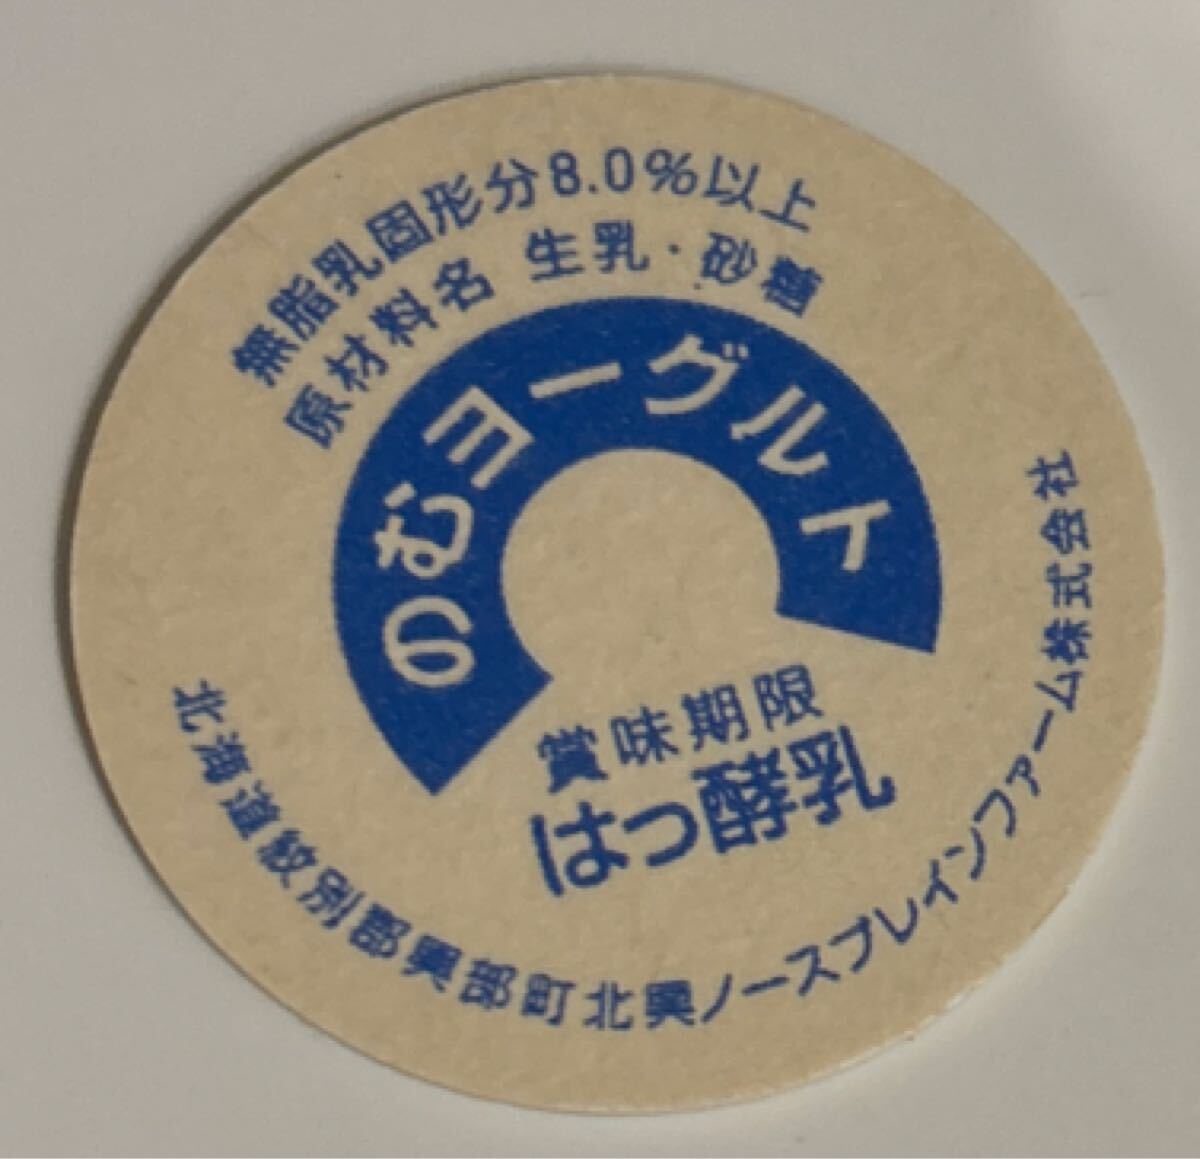 無脂乳固形分8.0%以上
原材料名 生乳・砂糖
のむヨーグルト
賞味期限
はっ酵乳
北海道紋別郡興部町北興ノースプレインファーム株式会社